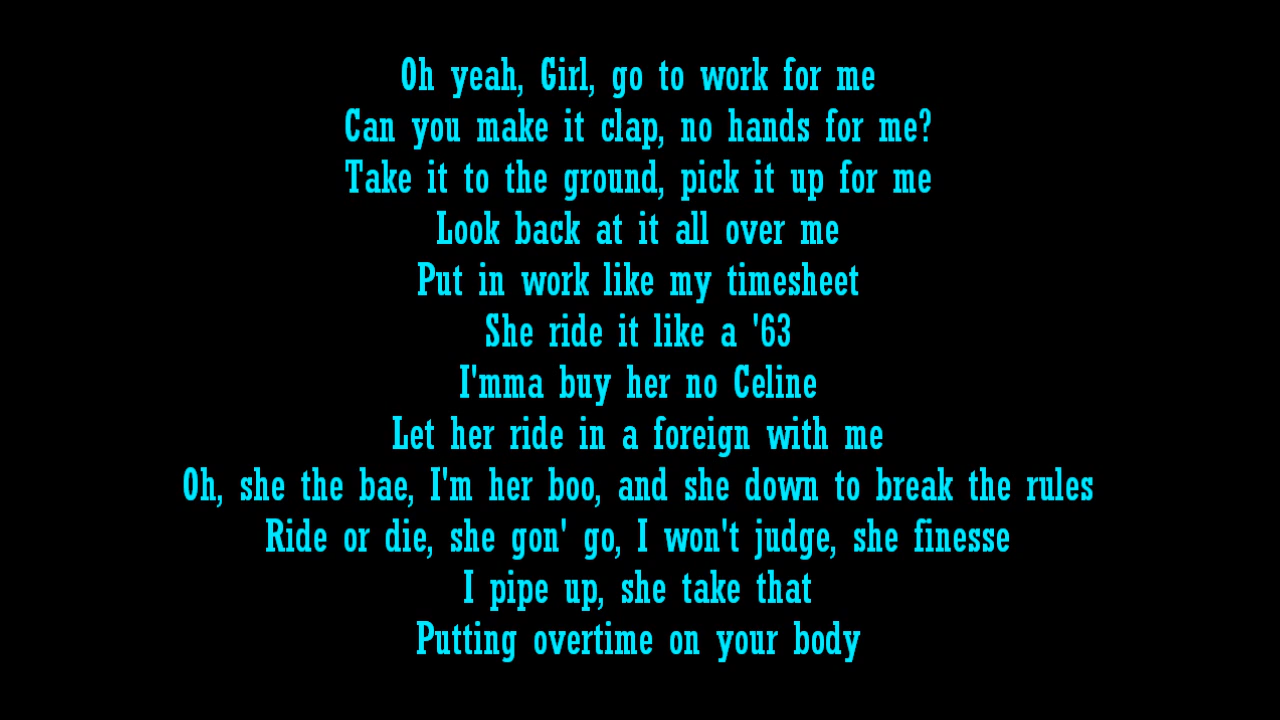 Oh yeah, Girl, go to work for me
Can you make it clap, no hands for me?
Take it to the ground, pick it up for me
Look back at it all over me
Put in work like my timesheet
She ride it like a '63
I'mma buy her no Celine
Let her ride in a foreign with me
Oh, she the bae, I'm her boo, and she down to break the rules
Ride or die, she gon' go, I won't judge, she finesse
I pipe up, she take that
Putting overtime on your body